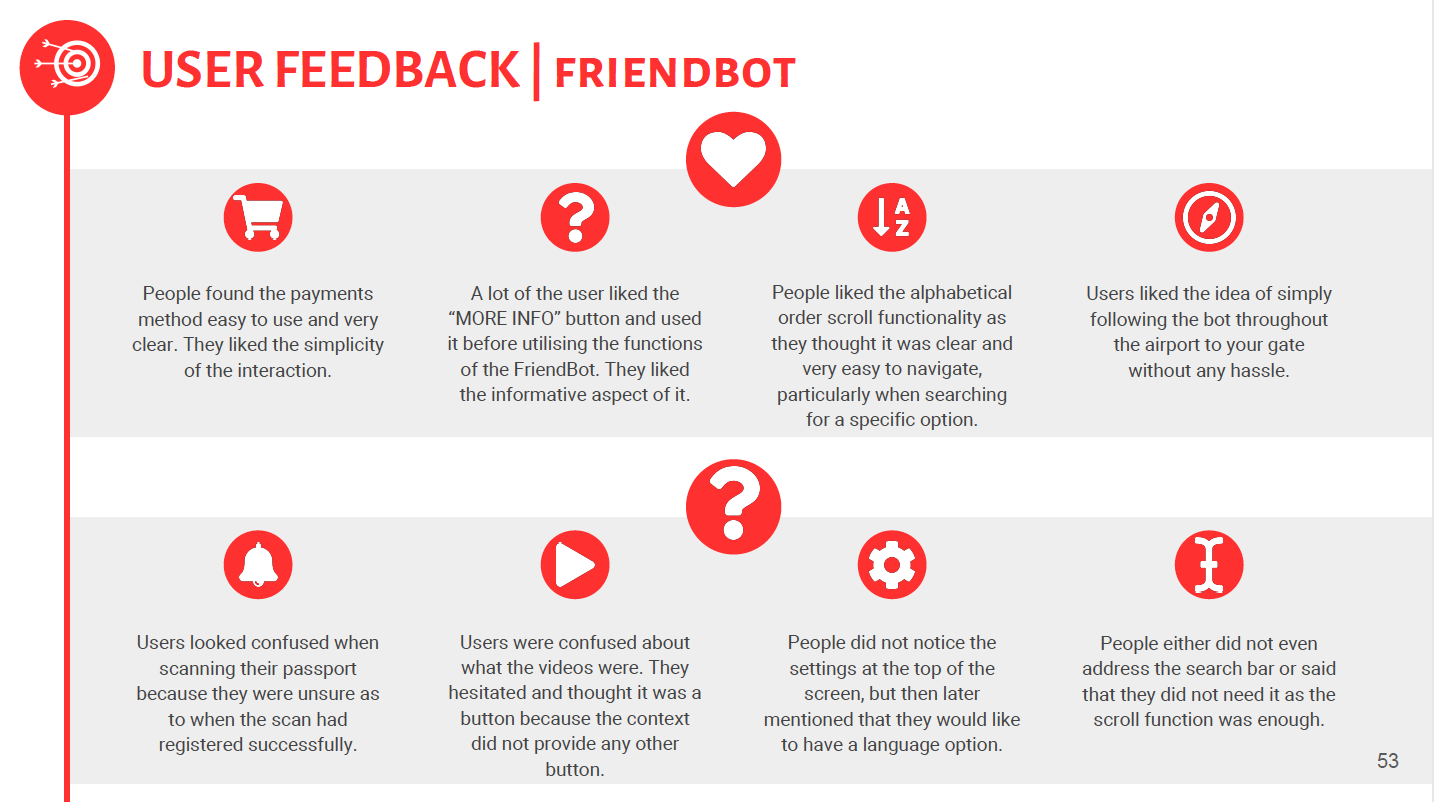 USER FEEDBACK | FRIENDBOT
A
Z
People found the payments
method easy to use and very
clear. They liked the simplicity
of the interaction.
A lot of the user liked the
“MORE INFO” button and used
it before utilising the functions
of the FriendBot. They liked
the informative aspect of it.
People liked the alphabetical
order scroll functionality as
they thought it was clear and
very easy to navigate,
particularly when searching
for a specific option.
Users liked the idea of simply
following the bot throughout
the airport to your gate
without any hassle.
?
Users looked confused when
scanning their passport
because they were unsure as
to when the scan had
registered successfully.
Users were confused about
what the videos were. They
hesitated and thought it was a
button because the context
did not provide any other
button.
People did not notice the
settings at the top of the
screen, but then later
mentioned that they would like
to have a language option.
People either did not even
address the search bar or said
that they did not need it as the
scroll function was enough.
53